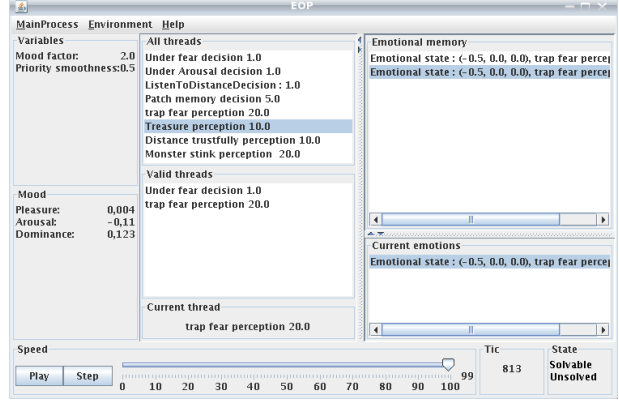 EOP
MainProcess Environment Help
Variables
Mood factor: 2.0
Priority smoothness:0.5
Mood
Pleasure: 0,004
Arousal: -0,11
Dominance: 0,123
All threads
Under fear decision 1.0
Under Arousal decision 1.0
ListenToDistanceDecision : 1.0
Patch memory decision 5.0
trap fear perception 20.0
Treasure perception 10.0
Distance trustfully perception 10.0
Monster stink perception 20.0
Valid threads
Under fear decision 1.0
trap fear perception 20.0
Current thread
trap fear perception 20.0
Emotional memory
Emotional state : (-0.5, 0.0, 0.0), trap fear percep
Emotional state : (-0.5, 0.0, 0.0), trap fear percep
Current emotions
Emotional state : (-0.5, 0.0, 0.0), trap fear percep
Speed
Play Step
0 10 20 30 40 50 60 70 80 90 100
99
Tic
813
State
Solvable
Unsolved